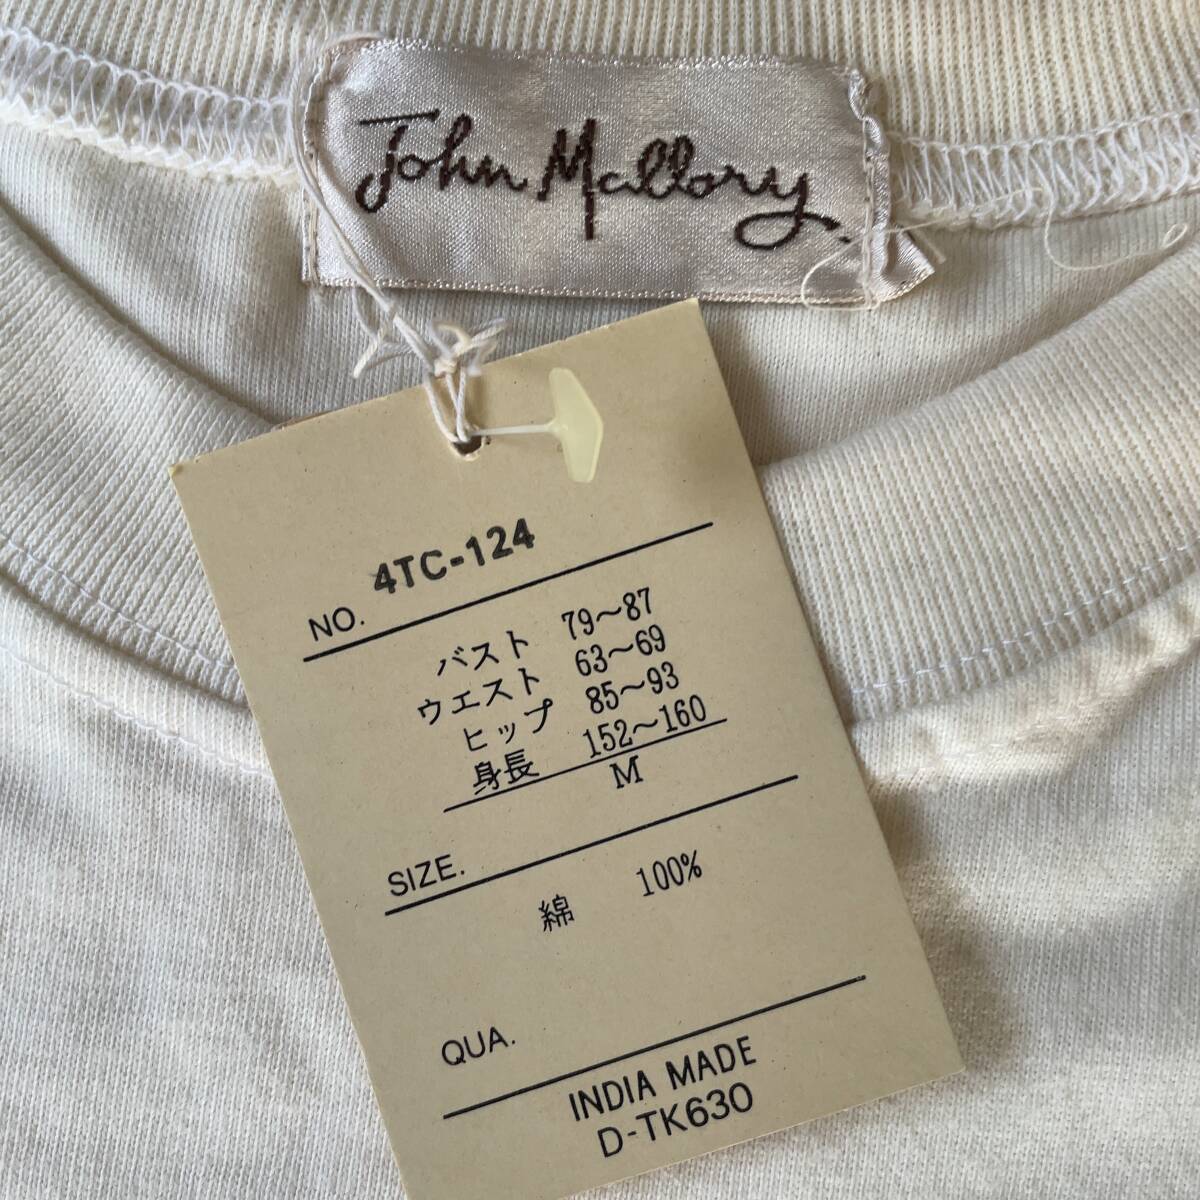 John Mallory.
NO. 4TC-124
バスト 79～87
ウエスト 63～69
ヒップ 85～93
身長 152～160
M
SIZE.
綿 100%
QUA.
INDIA MADE
D-TK630